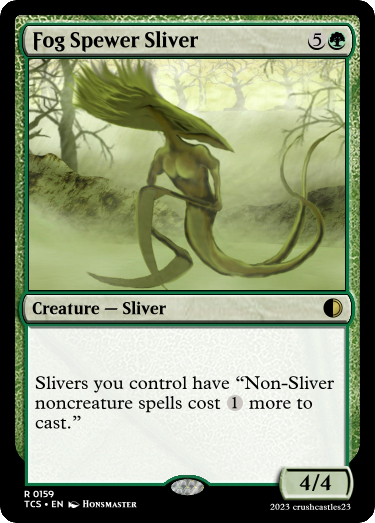 Fog Spewer Sliver 5
Creature — Sliver
Slivers you control have “Non-Sliver
noncreature spells cost 1 more to
cast.”
4/4
R 0159
TCS • EN Honsmaster
2023 crushcastles23